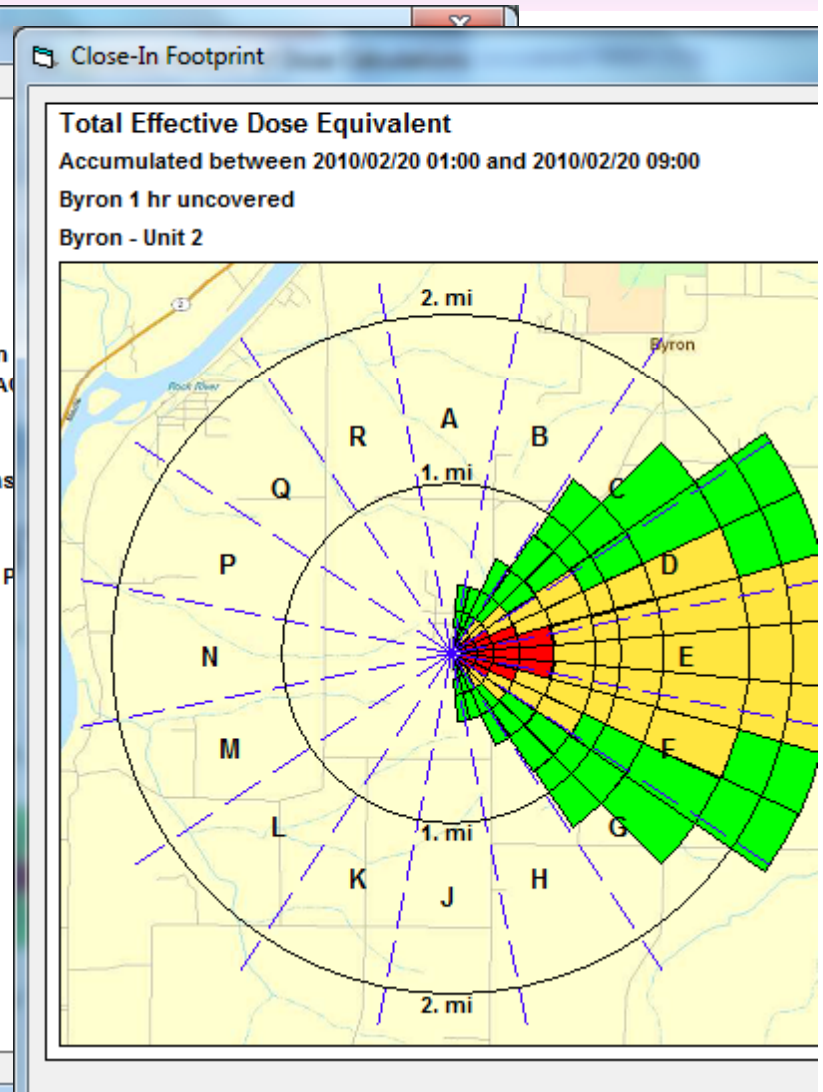 Close-In Footprint
Total Effective Dose Equivalent
Accumulated between 2010/02/20 01:00 and 2010/02/20 09:00
Byron 1 hr uncovered
Byron - Unit 2
2. mi
2
Byron
Rock River
A
R
B
1. mi
Q
C
P
D
N
E
M
F
L
1. mi
G
K
H
J
2. mi
P